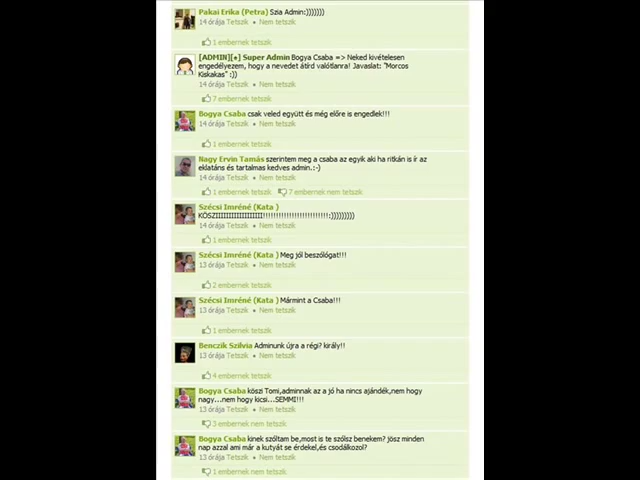 Pakai Erika (Petra) Szia Admin:)))))))
14 órája Tetszik • Nem tetszik
1 embernek tetszik
[ADMIN][★] Super Admin Bogya Csaba => Neked kivételesen
engedélyezem, hogy a nevedet átírd valótlanra! Javaslat: "Morcos
Kiskakas" :))
14 órája Tetszik • Nem tetszik
7 embernek tetszik
Bogya Csaba csak veled együtt és még előre is engedlek!!!
14 órája Tetszik • Nem tetszik
1 embernek tetszik
Nagy Ervin Tamás szerintem meg a csaba az egyik aki ha ritkán is ír az
eklatáns és tartalmas kedves admin.:-)
14 órája Tetszik • Nem tetszik
1 embernek tetszik 7 embernek nem tetszik
Szécsi Imréné (Kata )
14 órája Tetszik • Nem tetszik
1 embernek tetszik
Szécsi Imréné (Kata ) Meg jől beszólógat!!!
13 órája Tetszik • Nem tetszik
2 embernek tetszik
Szécsi Imréné (Kata ) Mármint a Csaba!!!
13 órája Tetszik • Nem tetszik
1 embernek tetszik
Benczik Szilvia Adminunk újra a régi? király!!
13 órája Tetszik • Nem tetszik
4 embernek tetszik
Bogya Csaba köszi Tomi,adminnak az a jó ha nincs ajándék,nem hogy
nagy...nem hogy kicsi...SEMMI!!!
13 órája Tetszik • Nem tetszik
3 embernek nem tetszik
Bogya Csaba kinek szóltam be,most is te szólsz benekem? jösz minden
nap azzal ami már a kutyát se érdekel,és csodálkozol?
13 órája Tetszik • Nem tetszik
1 embernek nem tetszik